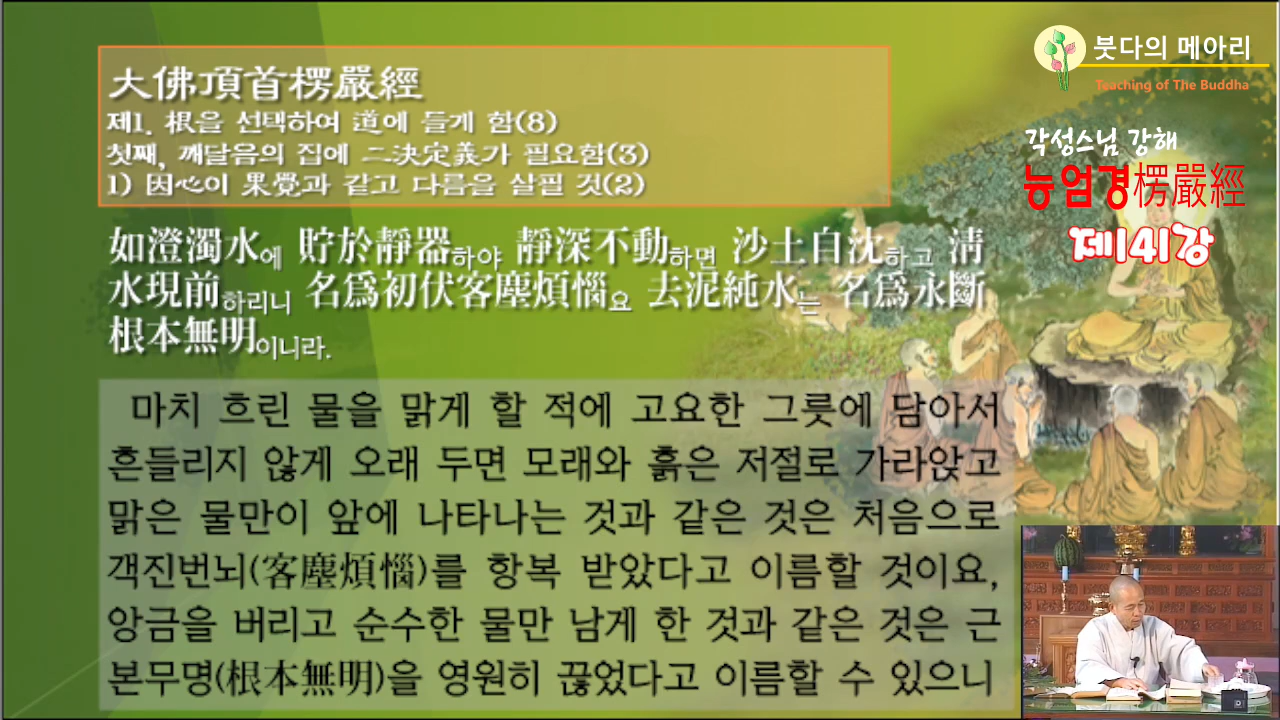 大佛頂首楞嚴經
제1. 根을 선택하여 道에 들게 함(8)
첫째, 깨달음의 집에 二決定義가 필요함(3)
1) 因心이 果覺과 같고 다름을 살필 것(2)
如澄濁水에 貯於靜器하야 靜深不動하면 沙土自沈하고 淸
水現前하리니 名爲初伏客塵煩惱요 去泥純水는 名爲永斷
根本無明이니라.
마치 흐린 물을 맑게 할 적에 고요한 그릇에 담아서
흔들리지 않게 오래 두면 모래와 흙은 저절로 가라앉고
맑은 물만이 앞에 나타나는 것과 같은 것은 처음으로
객진번뇌(客塵煩惱)를 항복 받았다고 이름할 것이요,
앙금을 버리고 순수한 물만 남게 한 것과 같은 것은 근
본무명(根本無明)을 영원히 끊었다고 이름할 수 있으니
붓다의 메아리
Teaching of The Buddha
각성스님 강해
능엄경楞嚴經
제141강